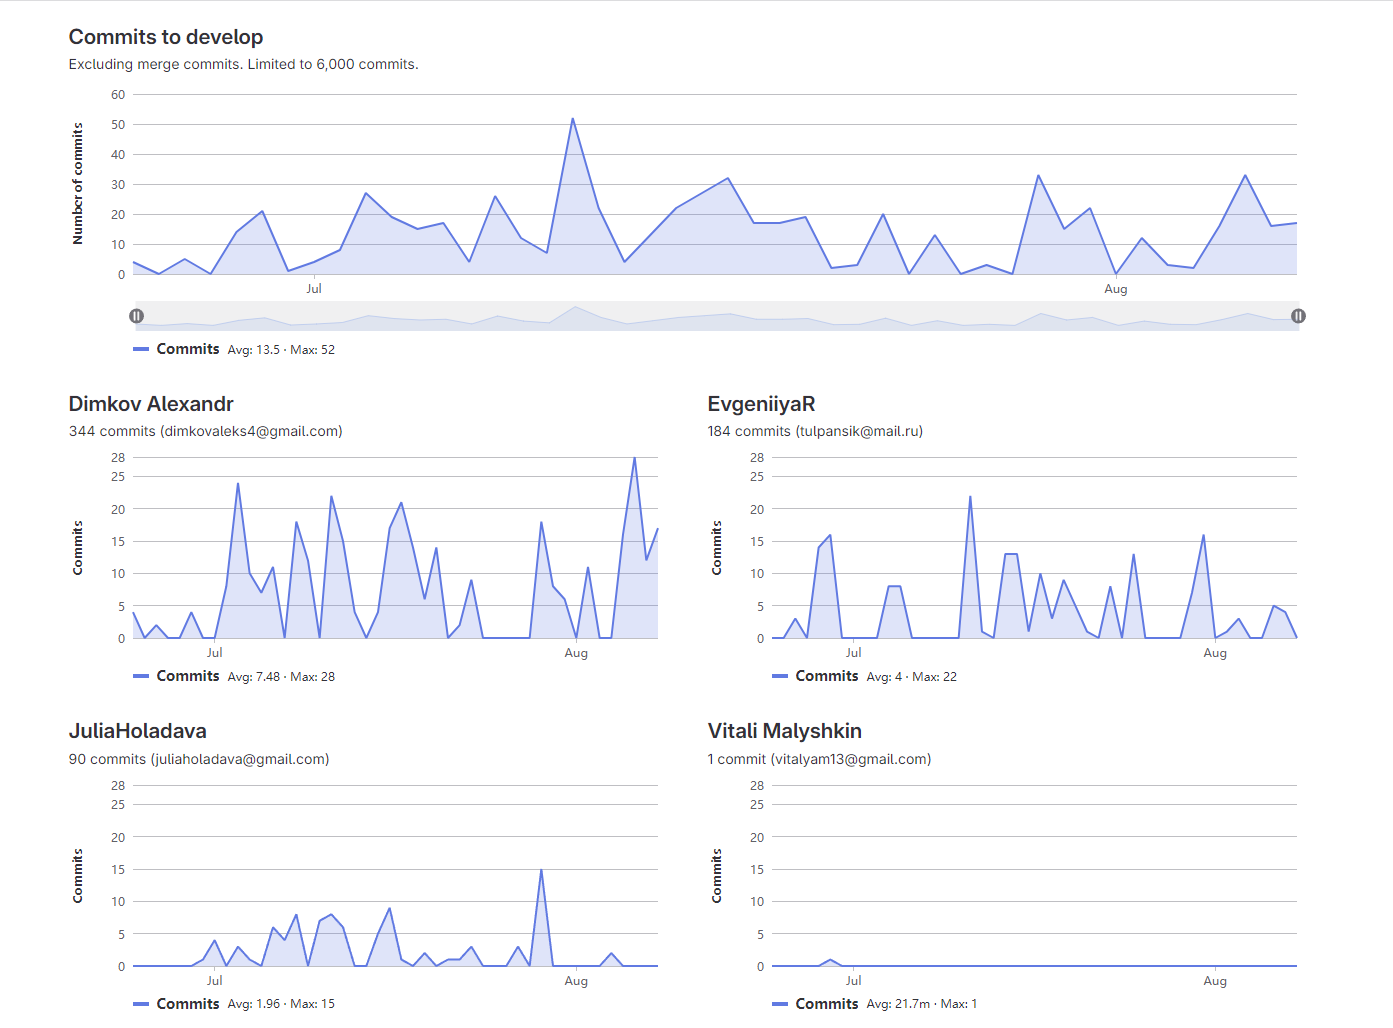 Commits to develop
Excluding merge commits. Limited to 6,000 commits.
Number of commits
60
50
40
30
20
10
0
Jul
Aug
Commits Avg: 13.5 · Max: 52
Dimkov Alexandr
344 commits (dimkovaleks4@gmail.com)
Commits
28
25
20
15
10
5
0
Jul
Aug
Commits Avg: 7.48 · Max: 28
EvgeniiyaR
184 commits (tulpansik@mail.ru)
Commits
28
25
20
15
10
5
0
Jul
Aug
Commits Avg: 4 · Max: 22
JuliaHoladava
90 commits (juliaholadava@gmail.com)
Commits
28
25
20
15
10
5
0
Jul
Aug
Commits Avg: 1.96 · Max: 15
Vitali Malyshkin
1 commit (vitalyam13@gmail.com)
Commits
28
25
20
15
10
5
0
Jul
Aug
Commits Avg: 21.7m · Max: 1